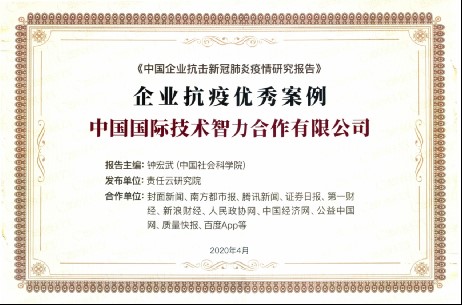 《中国企业抗击新冠肺炎疫情研究报告》
企业抗疫优秀案例
中国国际技术智力合作有限公司
报告主编：钟宏武（中国社会科学院）
发布单位：责任云研究院
合作单位：封面新闻、南方都市报、腾讯新闻、证券日报、第一财
经、新浪财经、人民政协网、中国经济网、公益中国
网、质量快报、百度App等
2020年4月